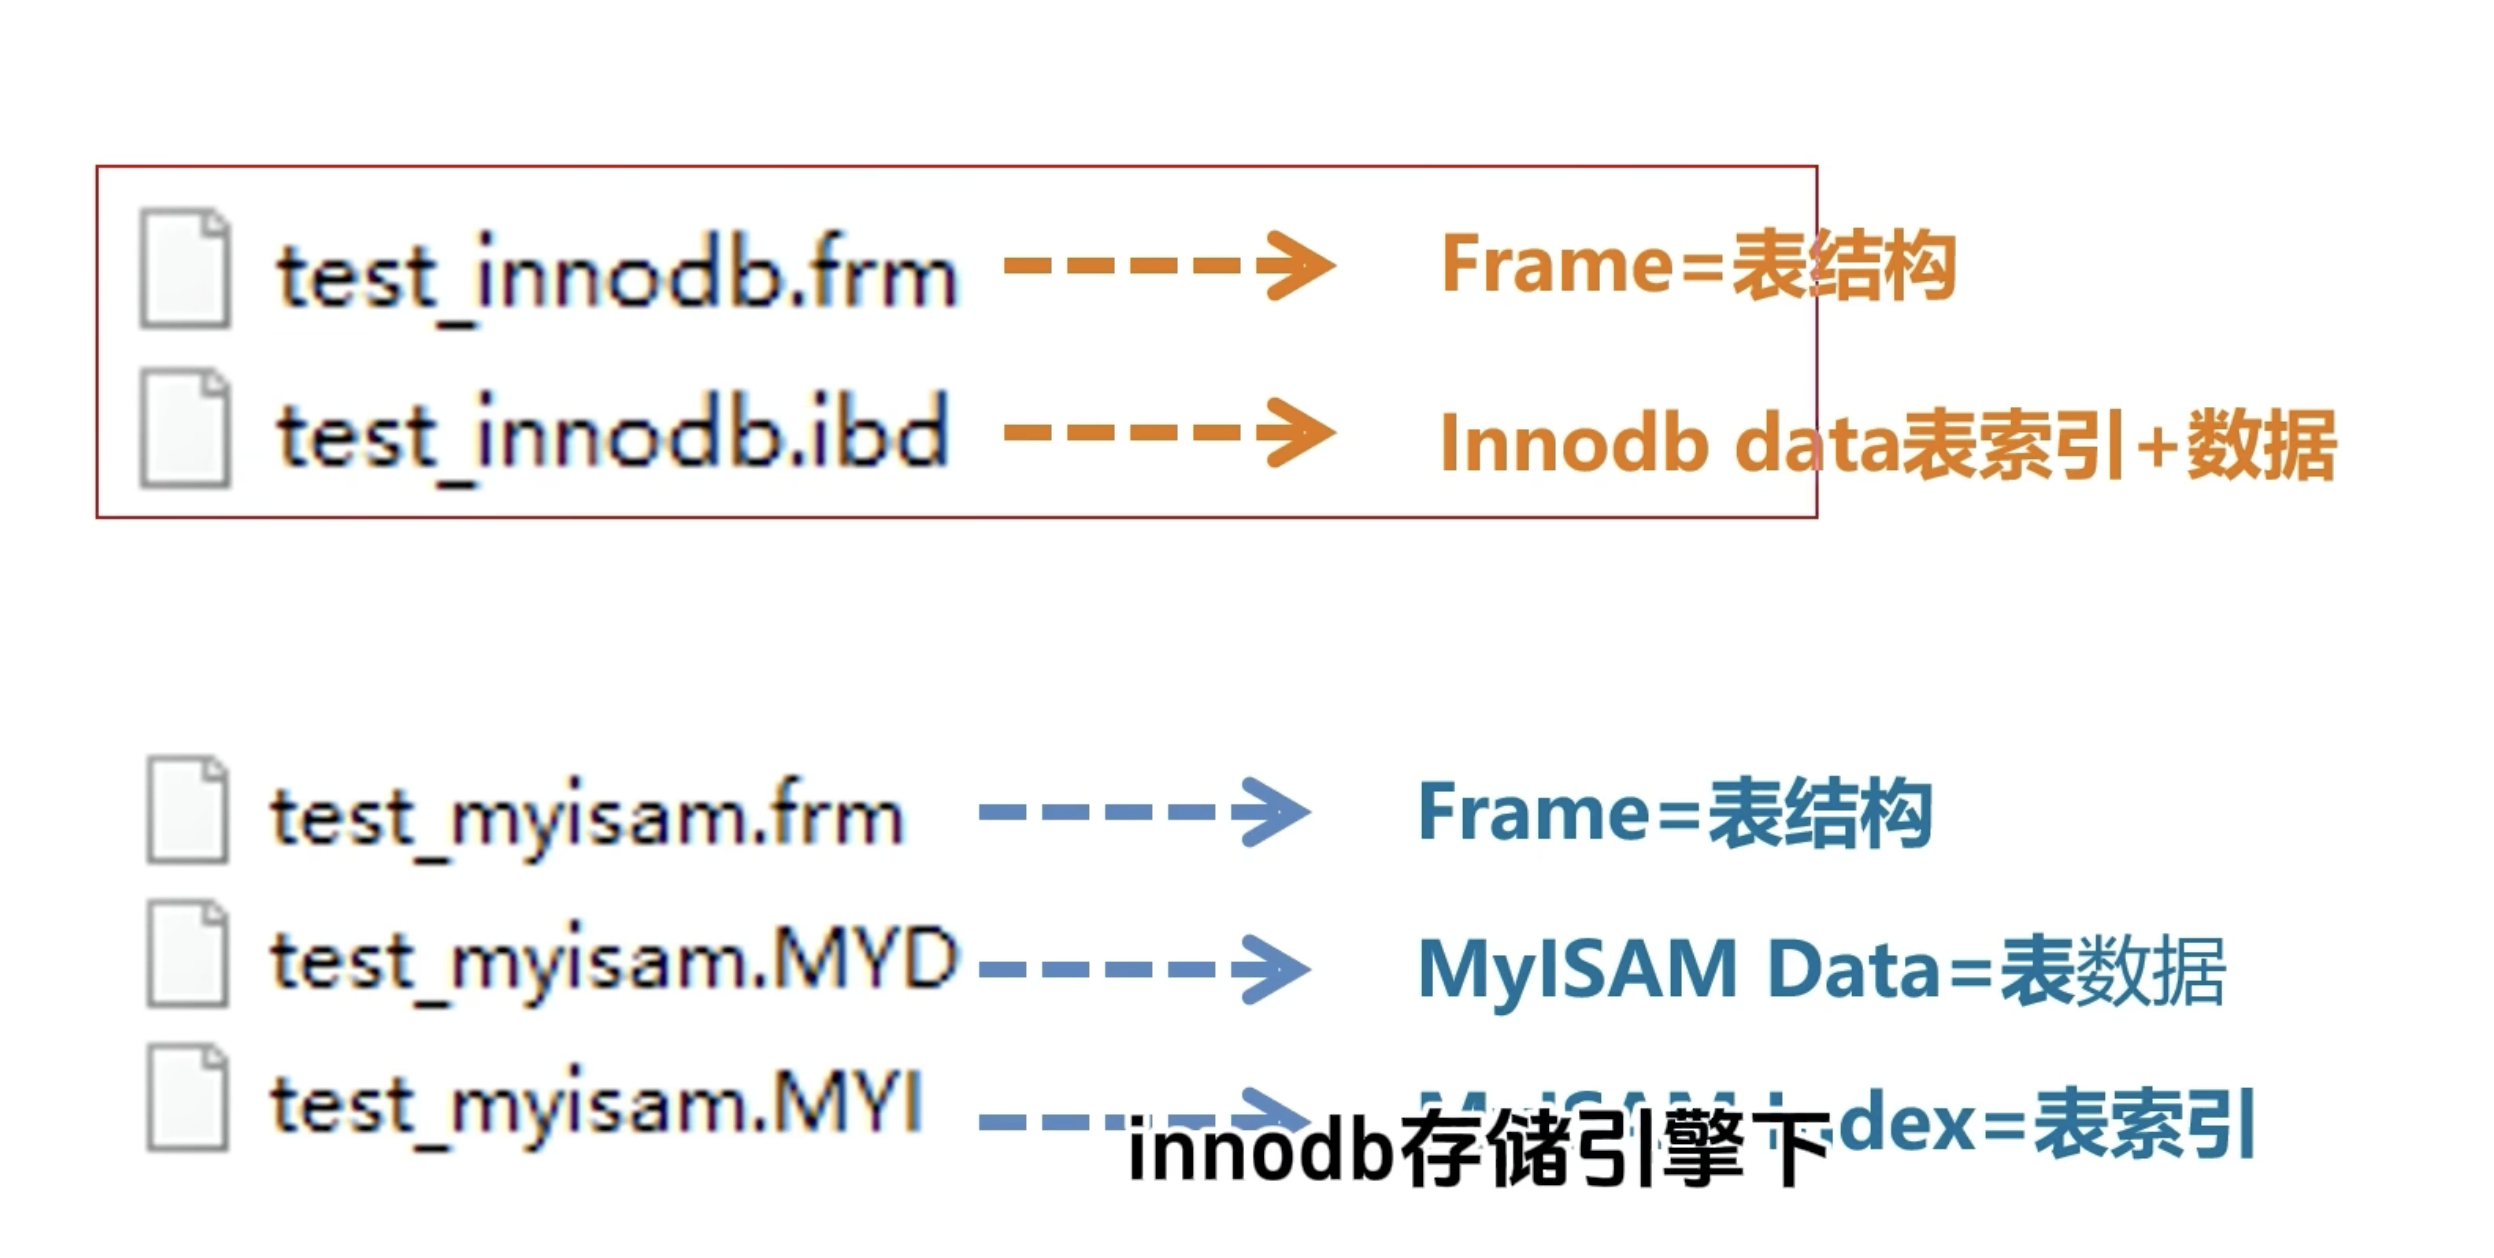 test_innodb.frm Frame=表结构
test_innodb.ibd Innodb data表索引+数据
test_myisam.frm Frame=表结构
test_myisam.MYD MyISAM Data=表数据
test_myisam.MYI MyISAM index=表索引
innodb存储引擎下